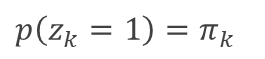 p(z_k = 1) = π_k